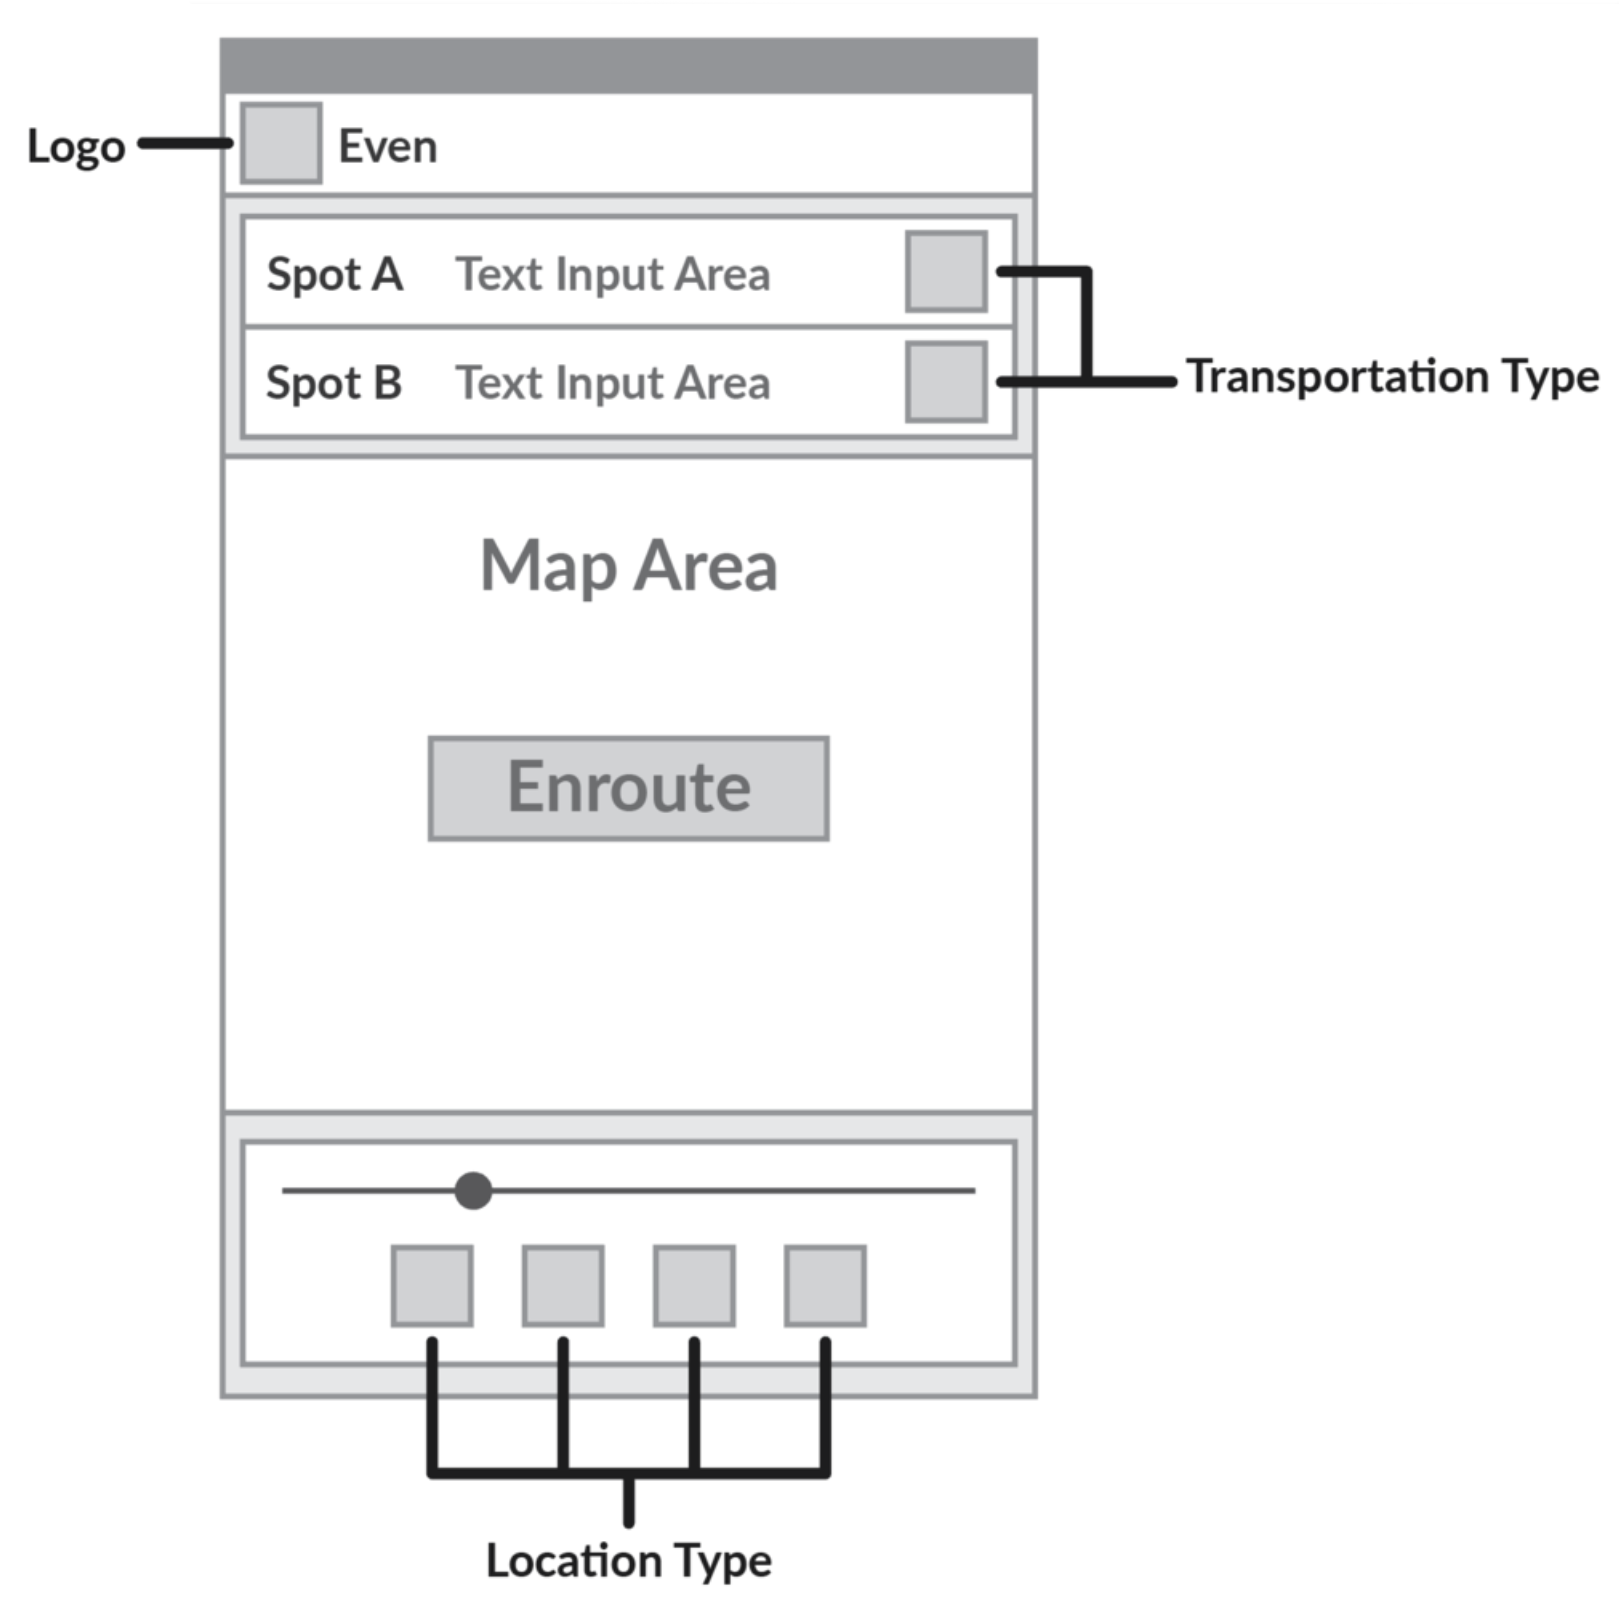 Logo
Even
Spot A Text Input Area
Spot B Text Input Area
Transportation Type
Map Area
Enroute
Location Type